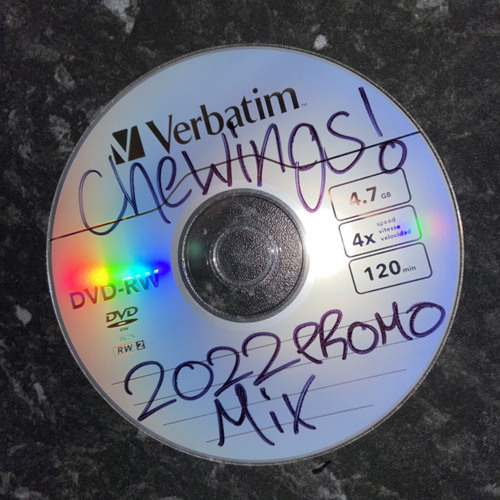 Verbatim
Chewings!
4.7 GB
4x speed vitesse velocidad
120 min
DVD-RW
DVD
RW
RW 2
2022 PROMO
Mix